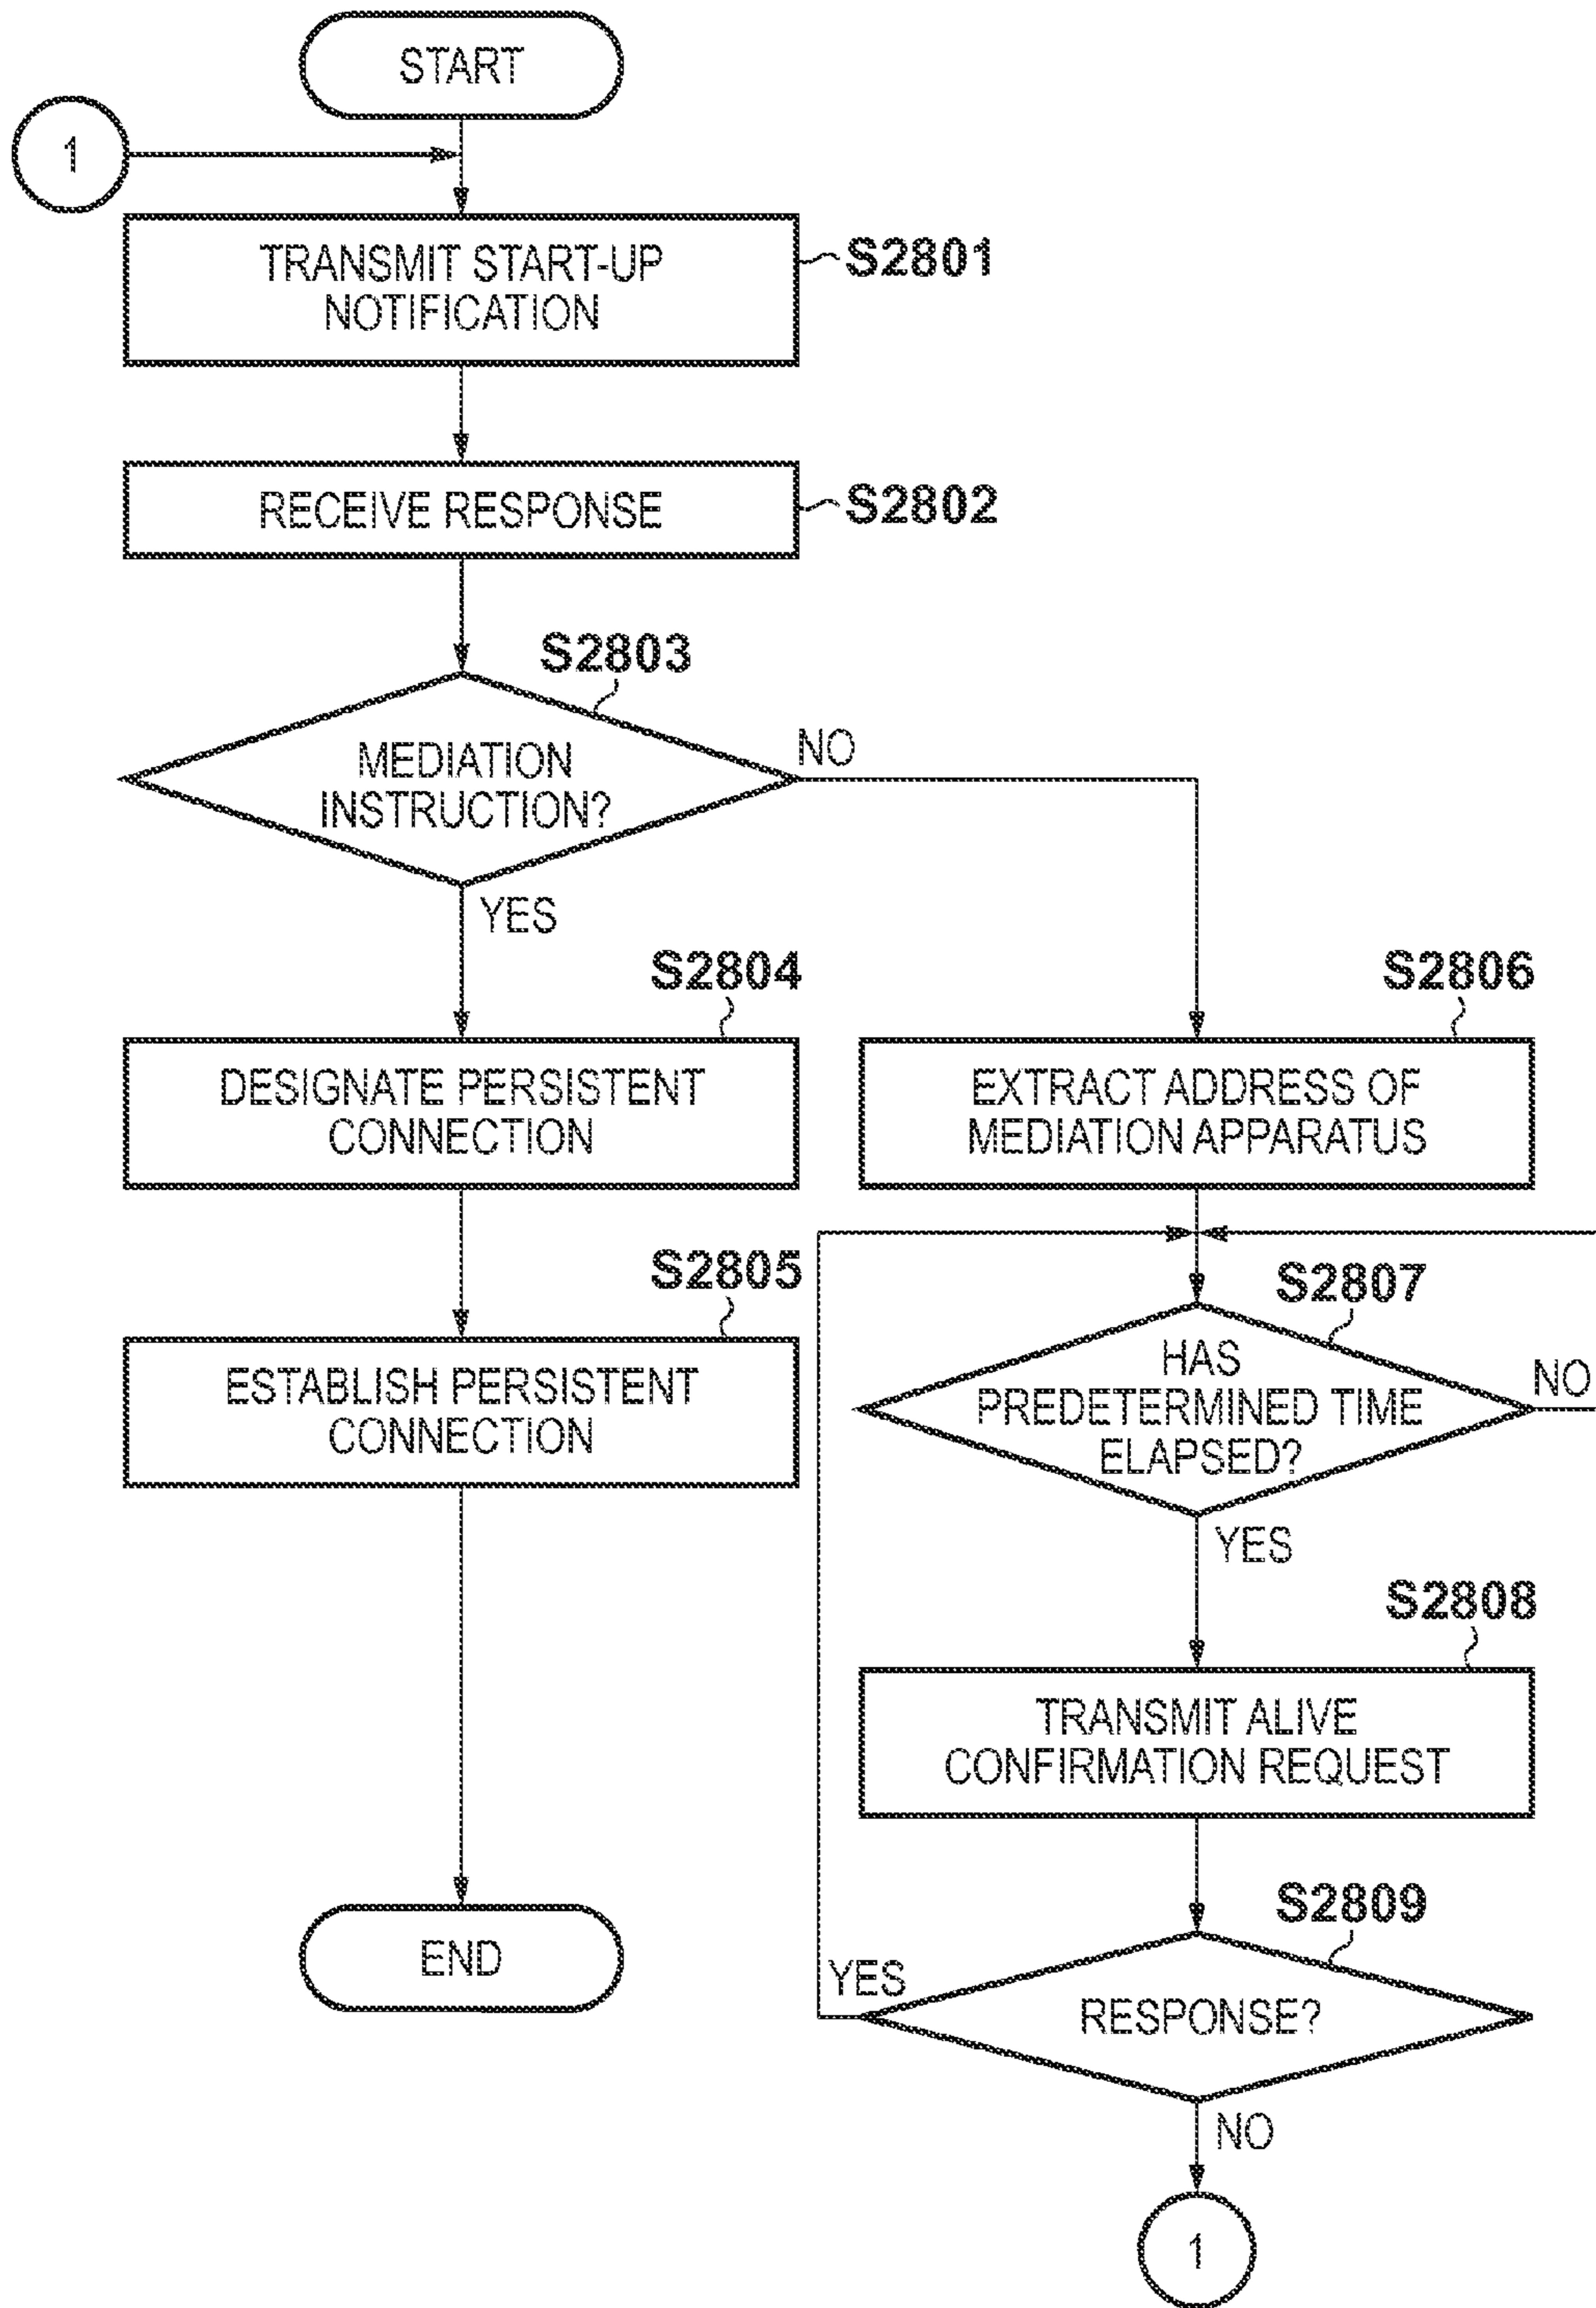 START
1
TRANSMIT START-UP
NOTIFICATION
S2801
RECEIVE RESPONSE
S2802
S2803
MEDIATION
INSTRUCTION?
NO
YES
S2804
DESIGNATE PERSISTENT
CONNECTION
S2805
ESTABLISH PERSISTENT
CONNECTION
END
S2806
EXTRACT ADDRESS OF
MEDIATION APPARATUS
S2807
HAS
PREDETERMINED TIME
ELAPSED?
NO
YES
S2808
TRANSMIT ALIVE
CONFIRMATION REQUEST
S2809
YES
RESPONSE?
NO
1